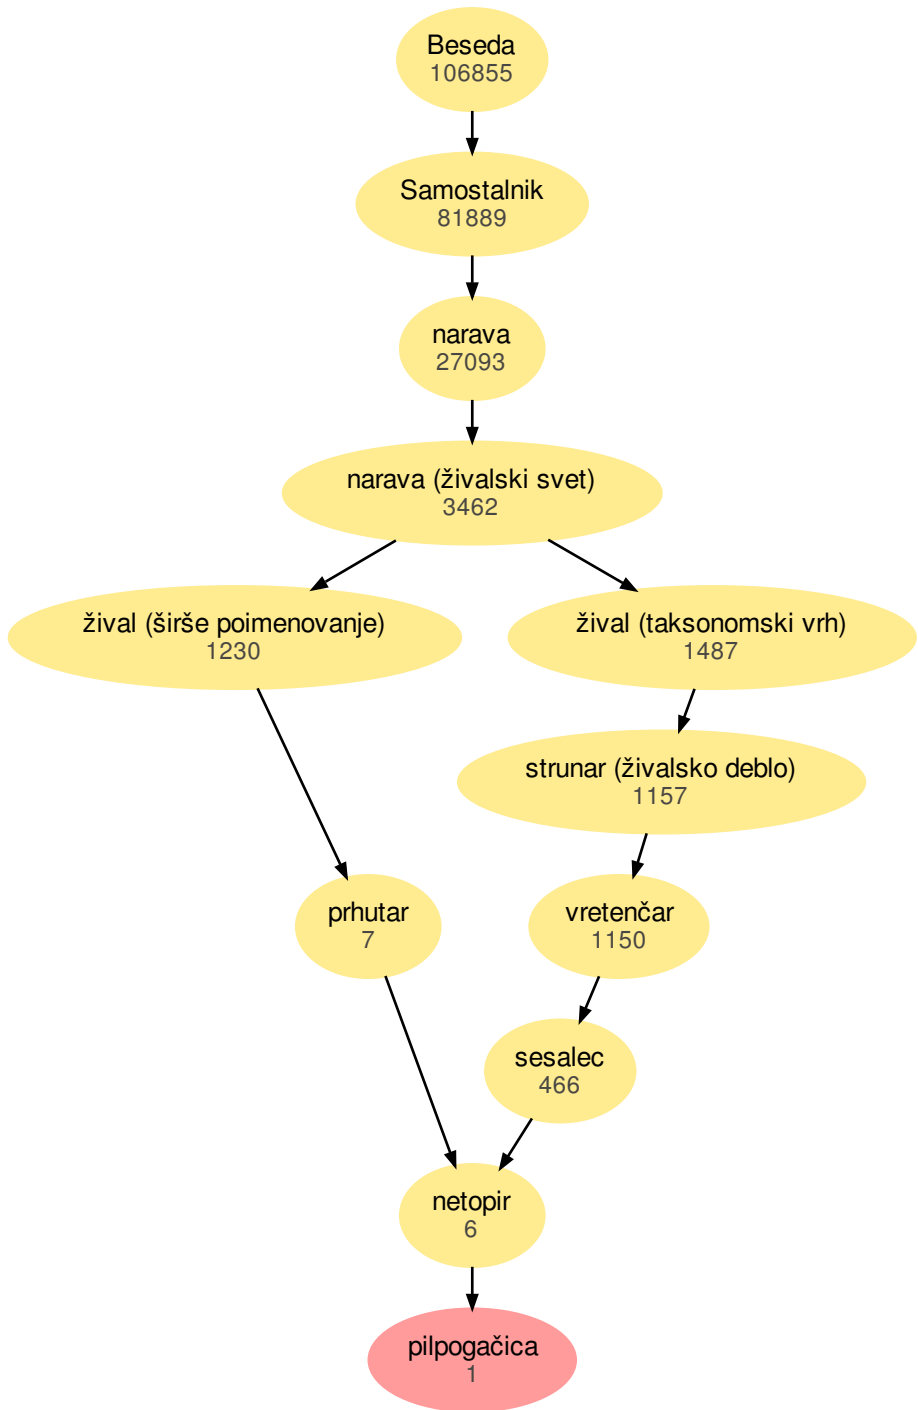 Beseda
106855
Samostalnik
81889
narava
27093
narava (živalski svet)
3462
žival (širše poimenovanje)
1230
žival (taksonomski vrh)
1487
strunar (živalsko deblo)
1157
prhutar
7
vretenčar
1150
sesalec
466
netopir
6
pilpogačica
1